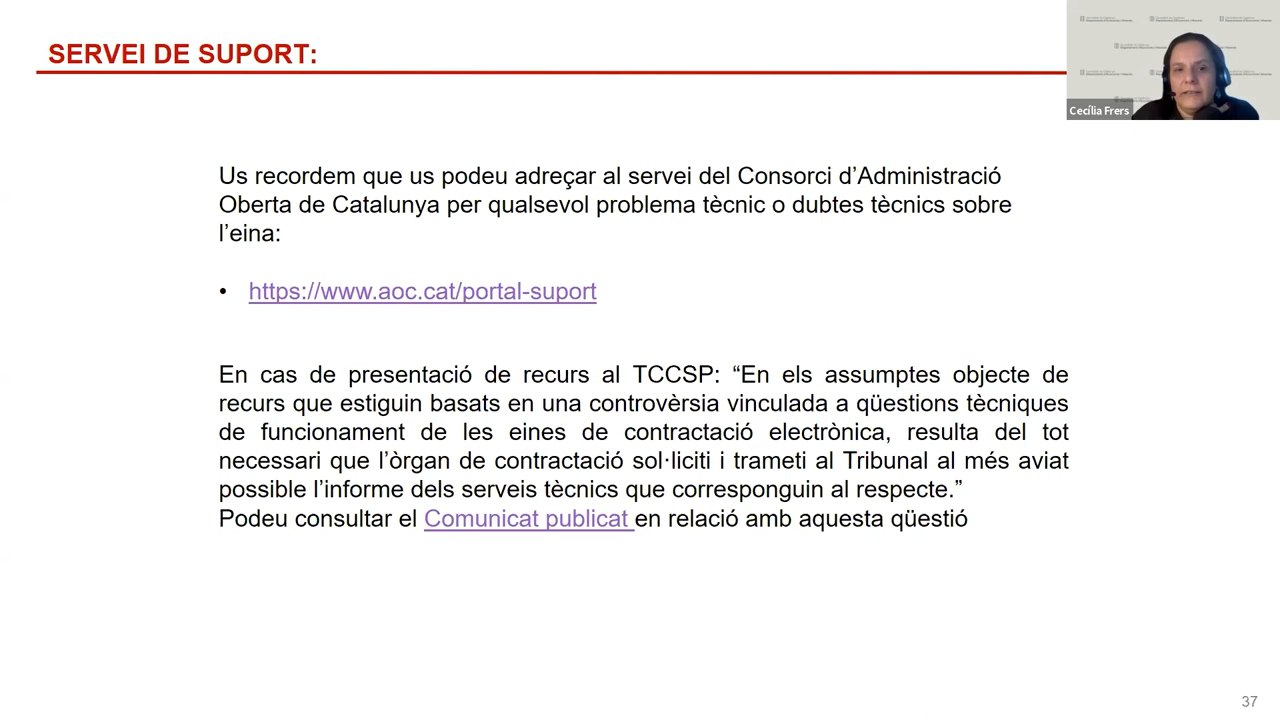 SERVEI DE SUPORT:
Cecília Frers
Us recordem que us podeu adreçar al servei del Consorci d’Administració
Oberta de Catalunya per qualsevol problema tècnic o dubtes tècnics sobre
l’eina:
• https://www.aoc.cat/portal-suport
En cas de presentació de recurs al TCCSP: “En els assumptes objecte de
recurs que estiguin basats en una controvèrsia vinculada a qüestions tècniques
de funcionament de les eines de contractació electrònica, resulta del tot
necessari que l’òrgan de contractació sol·liciti i trameti al Tribunal al més aviat
possible l’informe dels serveis tècnics que corresponguin al respecte.”
Podeu consultar el Comunicat publicat en relació amb aquesta qüestió
37